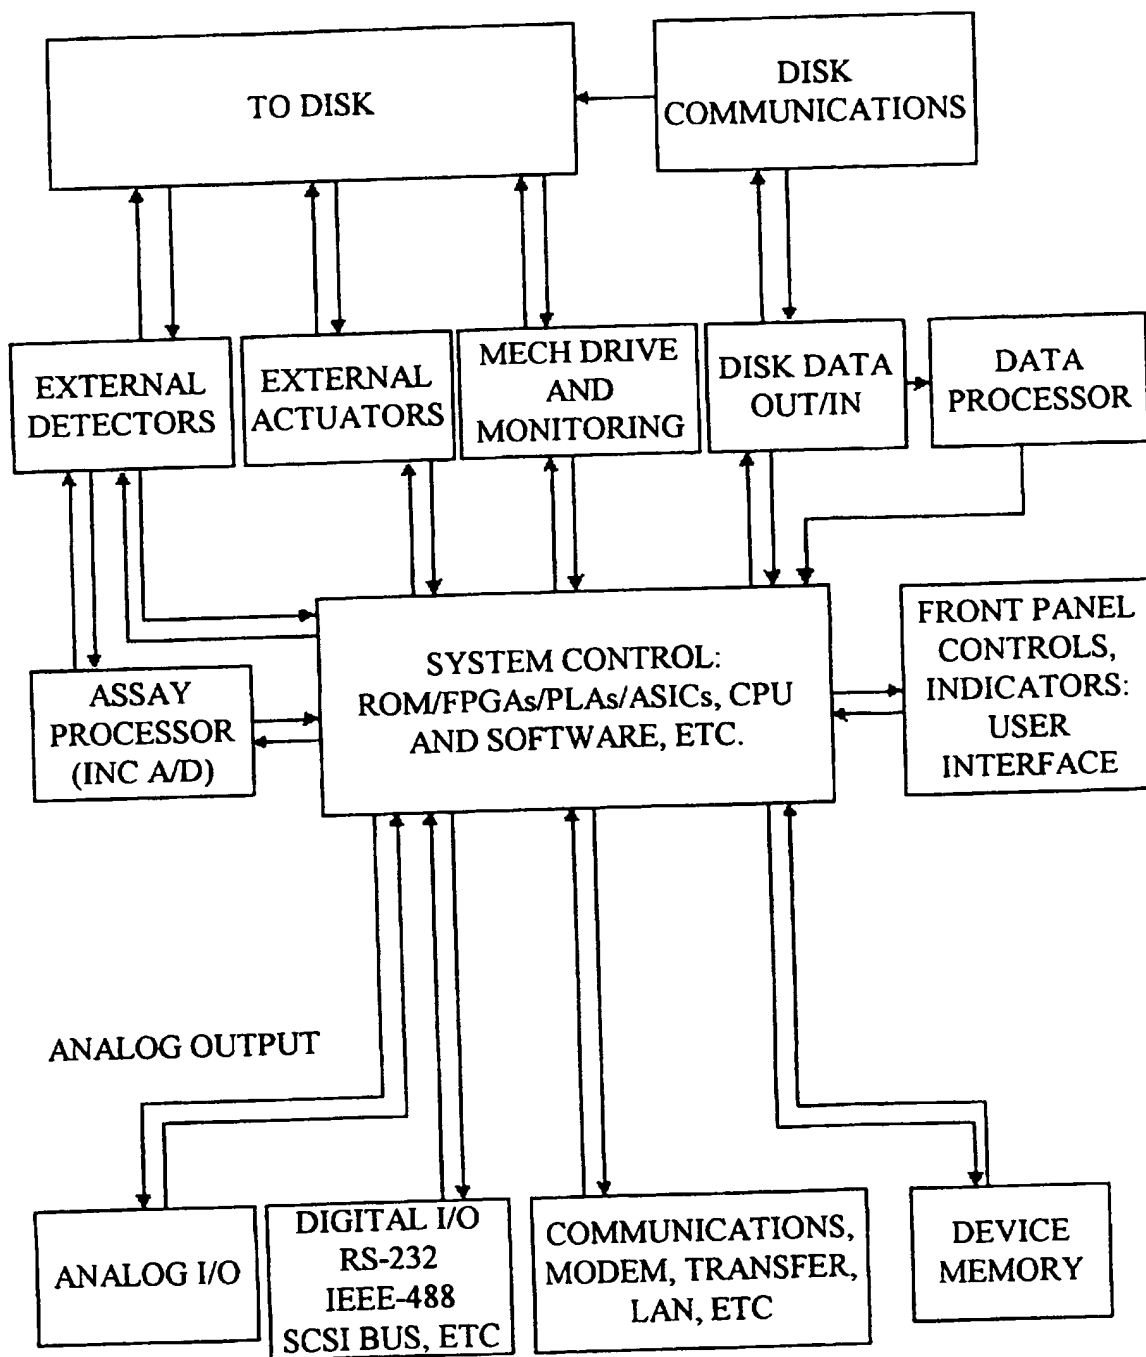 TO DISK
DISK
COMMUNICATIONS
EXTERNAL
DETECTORS
EXTERNAL
ACTUATORS
MECH DRIVE
AND
MONITORING
DISK DATA
OUT/IN
DATA
PROCESSOR
ASSAY
PROCESSOR
(INC A/D)
SYSTEM CONTROL:
ROM/FPGAs/PLAs/ASICs, CPU
AND SOFTWARE, ETC.
FRONT PANEL
CONTROLS,
INDICATORS:
USER
INTERFACE
ANALOG OUTPUT
ANALOG I/O
DIGITAL I/O
RS-232
IEEE-488
SCSI BUS, ETC
COMMUNICATIONS,
MODEM, TRANSFER,
LAN, ETC
DEVICE
MEMORY